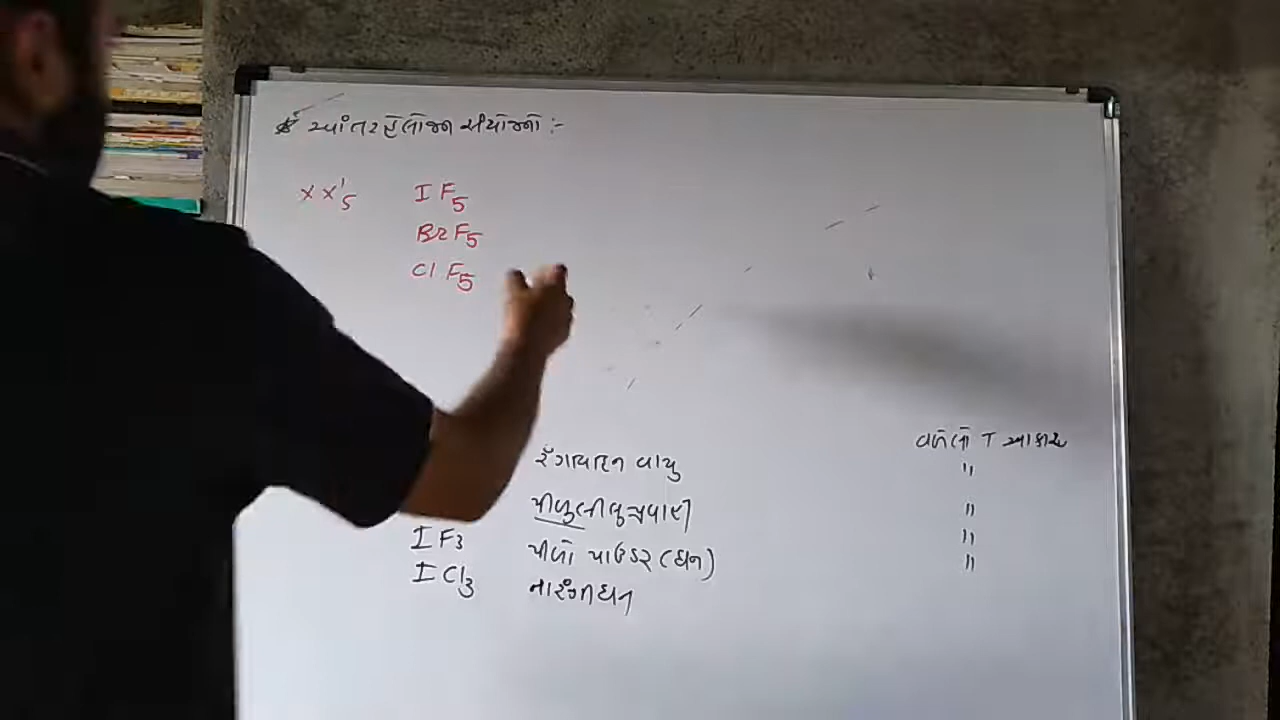 * આંતરહેલોજન સંયોજનો :-
XX'5 IF5
BrF5
ClF5
રંગવિહીન વાયુ વળેલો T આકાર
પીળુ લીલુ પ્રવાહી "
"
IF3 પીળો પાઉડર (ઘન) "
ICl3 નારંગી ઘન "